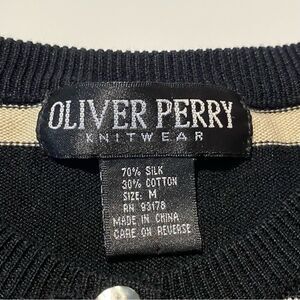 OLIVER PERRY
KNITWEAR
70% SILK
30% COTTON
SIZE: M
RN 93178
MADE IN CHINA
CARE ON REVERSE